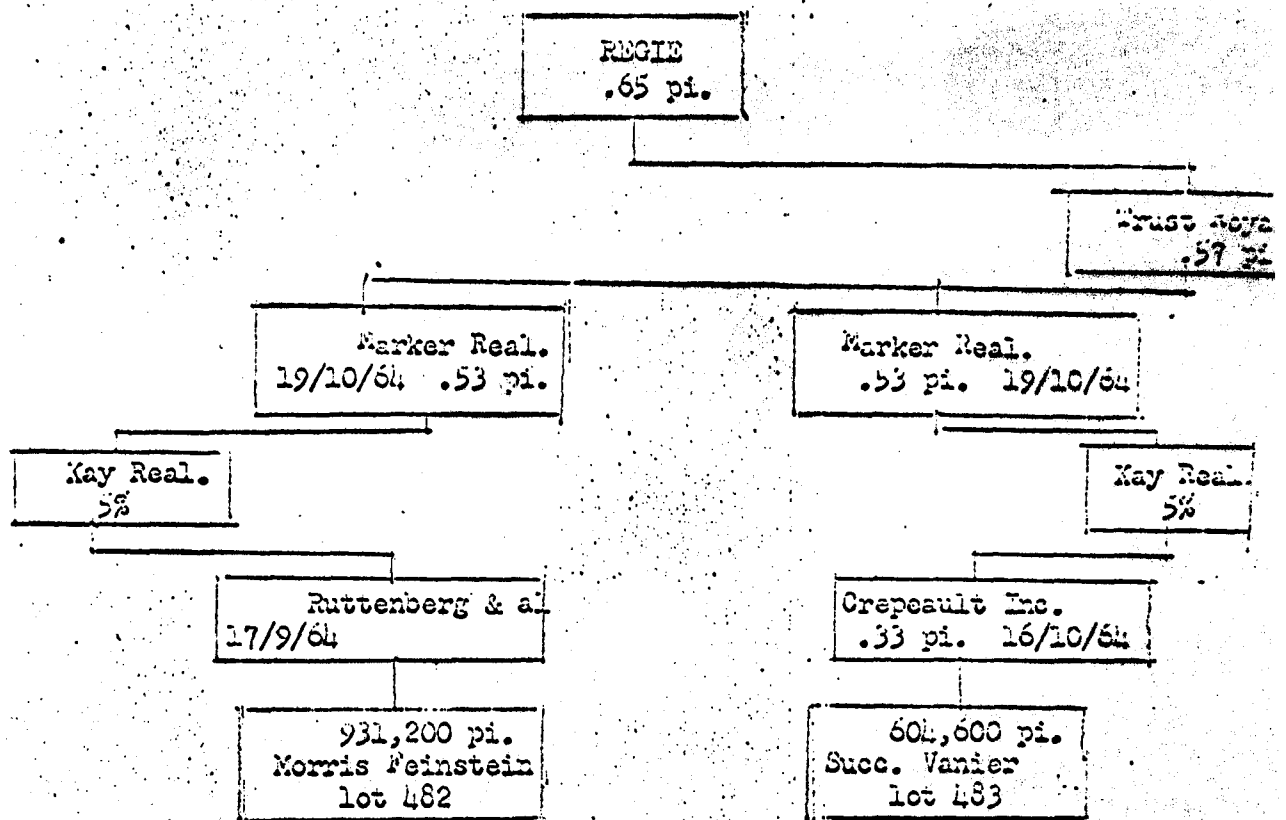 REGIE
.65 pi.
Trust Roya
.57 pi
Marker Real.
19/10/64 .53 pi.
Marker Real.
.53 pi. 19/10/64
Kay Real.
5%
Kay Real.
5%
Ruttenberg & al
17/9/64
Crepeault Inc.
.33 pi. 16/10/64
931,200 pi.
Morris Feinstein
lot 482
604,600 pi.
Succ. Vanier
lot 483